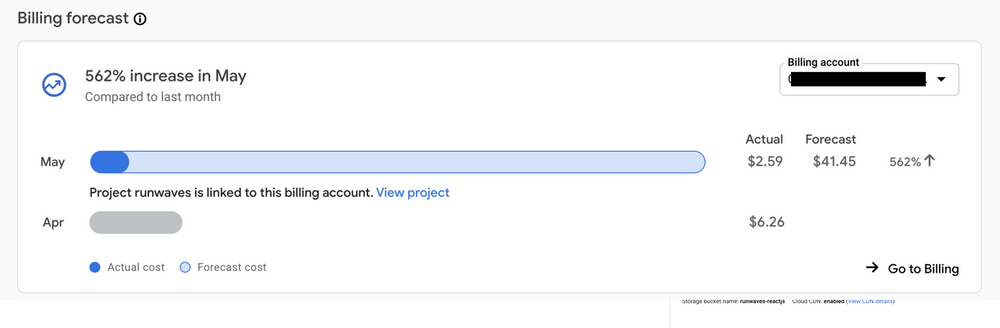 Billing forecast
562% increase in May
Compared to last month
Billing account
Actual Forecast
May $2.59 $41.45 562%
Project runwaves is linked to this billing account. View project
Apr $6.26
Actual cost Forecast cost
Go to Billing
Storage bucket name: runwaves-reactjs Cloud CDN: enabled (View CDN details)